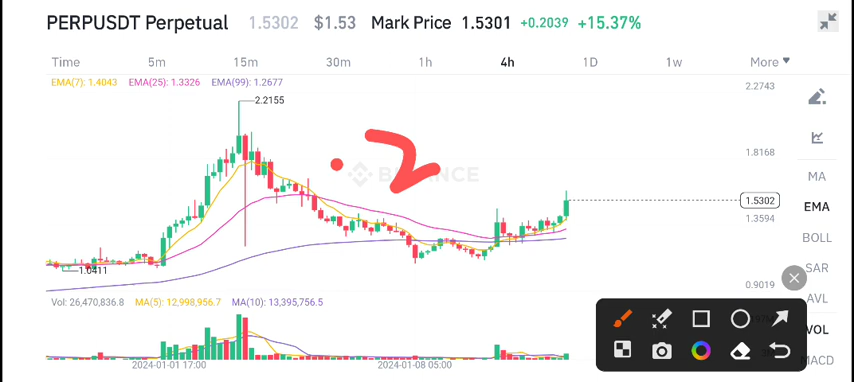 PERPUSDT Perpetual 1.5302 $1.53 Mark Price 1.5301 +0.2039 +15.37%
Time 5m 15m 30m 1h 4h 1D 1w More
EMA(7): 1.4043 EMA(25): 1.3326 EMA(99): 1.2677
2.2743
2.2155
2
1.8168
BINANCE
MA
1.5302
EMA
1.3594
BOLL
1.0411
SAR
0.9019
AVL
Vol: 26,470,836.8 MA(5): 12,998,956.7 MA(10): 13,395,756.5
VOL
MACD
2024-01-01 17:00 2024-01-08 05:00